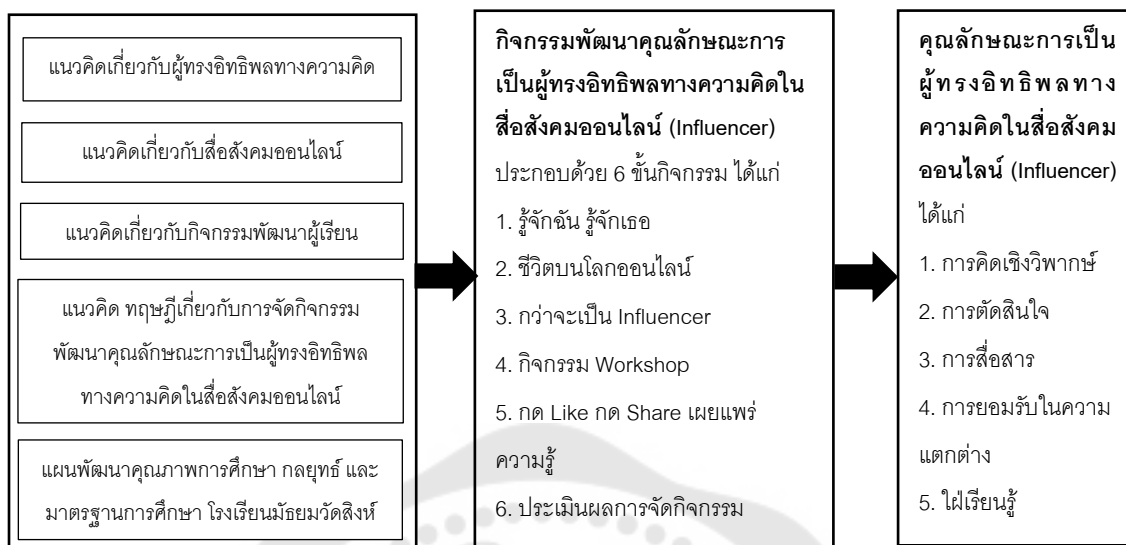 แนวคิดเกี่ยวกับผู้ทรงอิทธิพลทางความคิด
แนวคิดเกี่ยวกับสื่อสังคมออนไลน์
แนวคิดเกี่ยวกับกิจกรรมพัฒนาผู้เรียน
แนวคิด ทฤษฎีเกี่ยวกับการจัดกิจกรรม
พัฒนาคุณลักษณะการเป็นผู้ทรงอิทธิพล
ทางความคิดในสื่อสังคมออนไลน์
แผนพัฒนาคุณภาพการศึกษา กลยุทธ์ และ
มาตรฐานการศึกษา โรงเรียนมัธยมวัดสิงห์
กิจกรรมพัฒนาคุณลักษณะการ
เป็นผู้ทรงอิทธิพลทางความคิดใน
สื่อสังคมออนไลน์ (Influencer)
ประกอบด้วย 6 ขั้นกิจกรรม ได้แก่
1. รู้จักฉัน รู้จักเธอ
2. ชีวิตบนโลกออนไลน์
3. กว่าจะเป็น Influencer
4. กิจกรรม Workshop
5. กด Like กด Share เผยแพร่
ความรู้
6. ประเมินผลการจัดกิจกรรม
คุณลักษณะการเป็น
ผู้ทรงอิทธิพลทาง
ความคิดในสื่อสังคม
ออนไลน์ (Influencer)
ได้แก่
1. การคิดเชิงวิพากษ์
2. การตัดสินใจ
3. การสื่อสาร
4. การยอมรับในความ
แตกต่าง
5. ใฝ่เรียนรู้